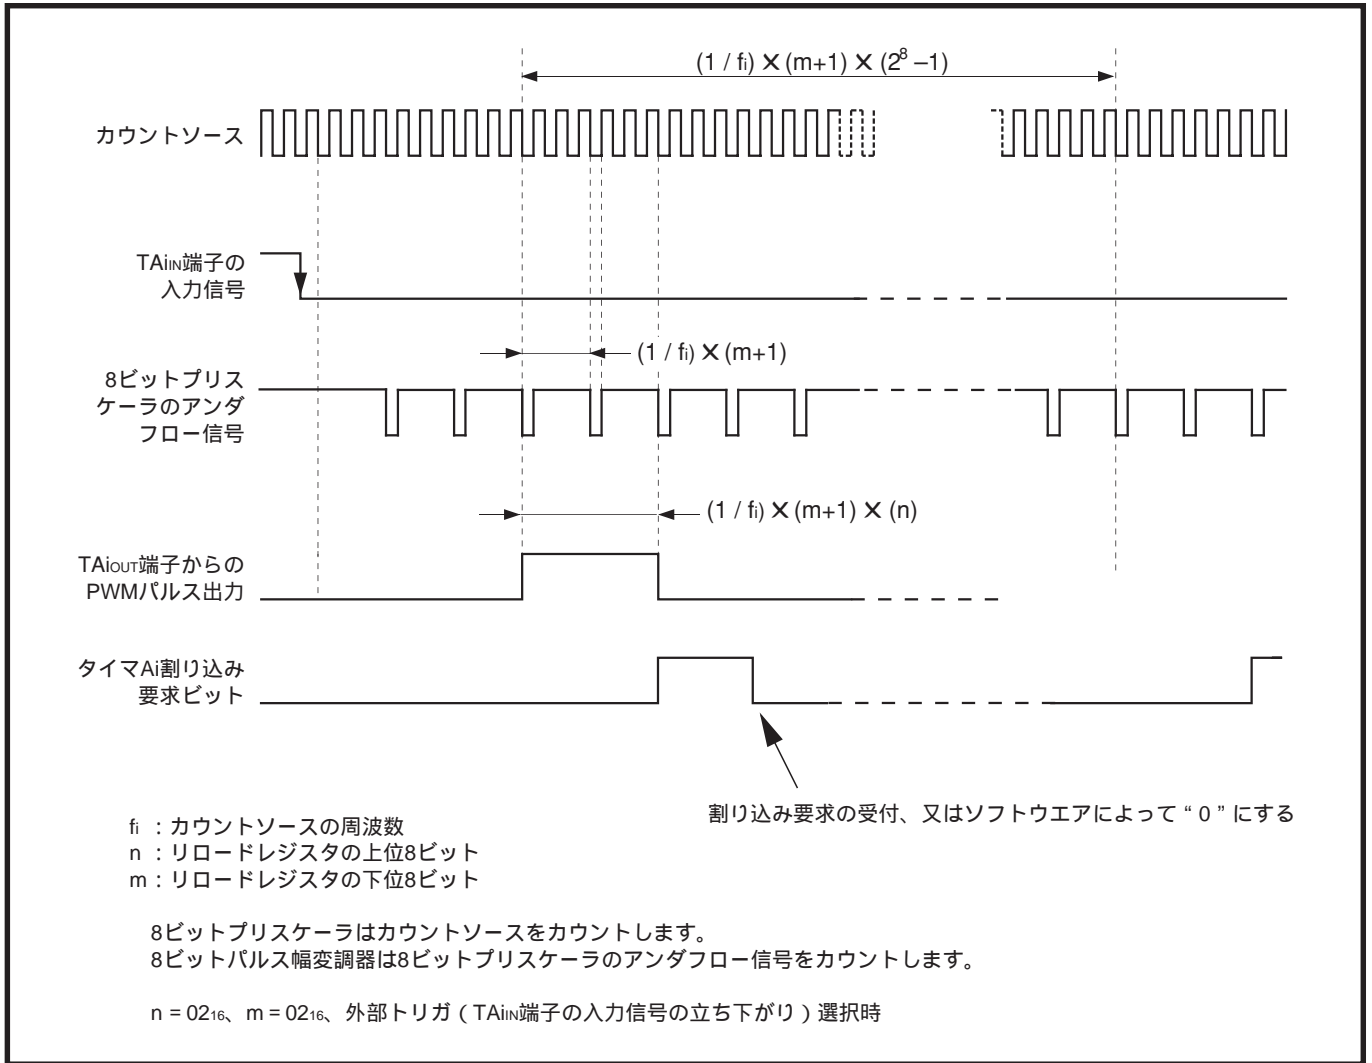 (1 / fi) × (m+1) × (2⁸ –1)
カウントソース
TAiIN端子の
入力信号
(1 / fi) × (m+1)
8ビットプリス
ケーラのアンダ
フロー信号
(1 / fi) × (m+1) × (n)
TAiOUT端子からの
PWMパルス出力
タイマAi割り込み
要求ビット
割り込み要求の受付、又はソフトウエアによって“0”にする
fi :カウントソースの周波数
n :リロードレジスタの上位8ビット
m :リロードレジスタの下位8ビット
8ビットプリスケーラはカウントソースをカウントします。
8ビットパルス幅変調器は8ビットプリスケーラのアンダフロー信号をカウントします。
n = 02₁₆、m = 02₁₆、外部トリガ(TAiIN端子の入力信号の立ち下がり)選択時